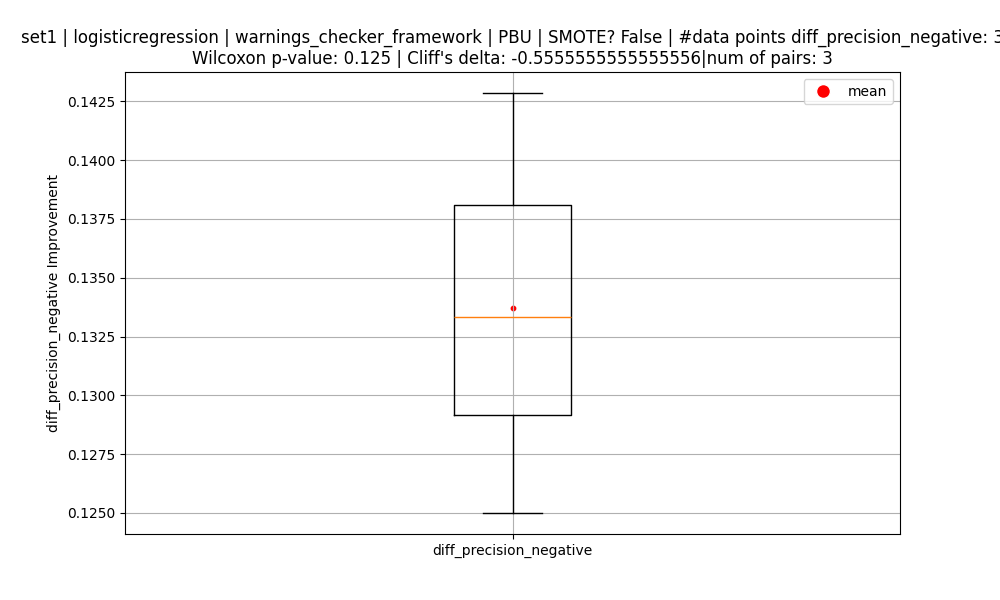 set1 | logisticregression | warnings_checker_framework | PBU | SMOTE? False | #data points diff_precision_negative: 3
Wilcoxon p-value: 0.125 | Cliff's delta: -0.5555555555555556|num of pairs: 3
mean
0.1425
0.1400
0.1375
0.1350
0.1325
0.1300
0.1275
0.1250
diff_precision_negative Improvement
diff_precision_negative